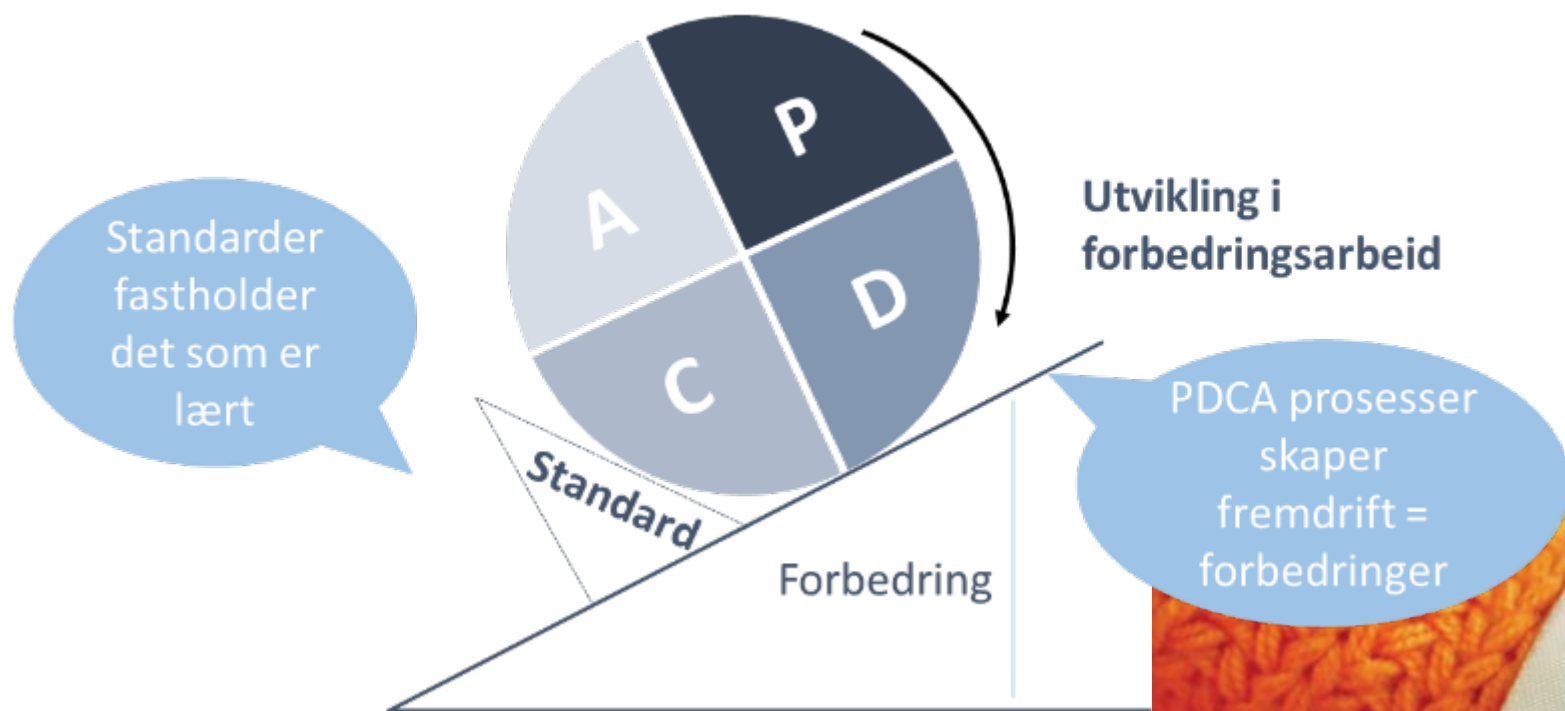 P
A
D
C
Utvikling i
forbedringsarbeid
Standarder
fastholder
det som er
lært
Standard
Forbedring
PDCA prosesser
skaper
fremdrift =
forbedringer